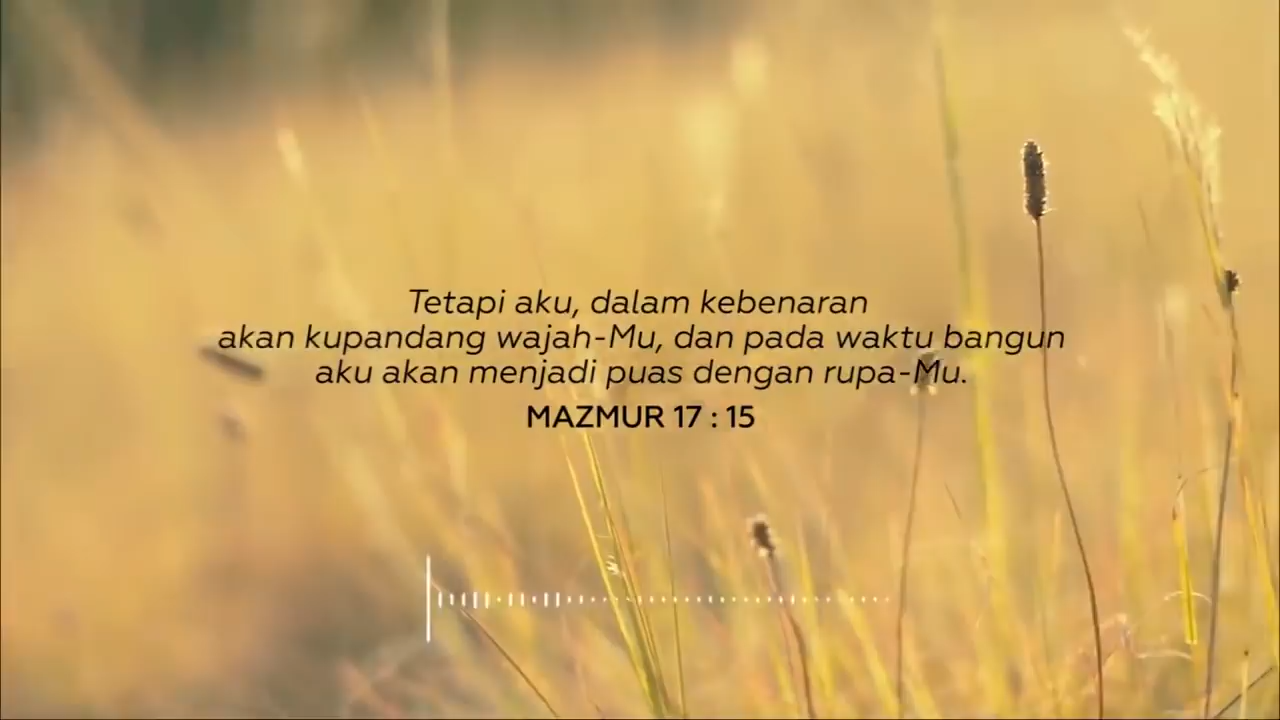 Tetapi aku, dalam kebenaran
akan kupandang wajah-Mu, dan pada waktu bangun
aku akan menjadi puas dengan rupa-Mu.
MAZMUR 17 : 15